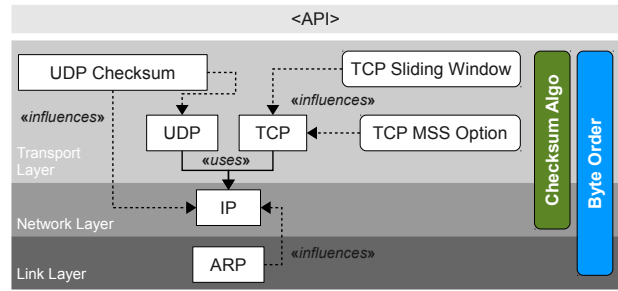 <API>
UDP Checksum
TCP Sliding Window
«influences»
«influences»
UDP
TCP
TCP MSS Option
Transport
Layer
«uses»
IP
Network Layer
ARP
«influences»
Link Layer
Checksum Algo
Byte Order